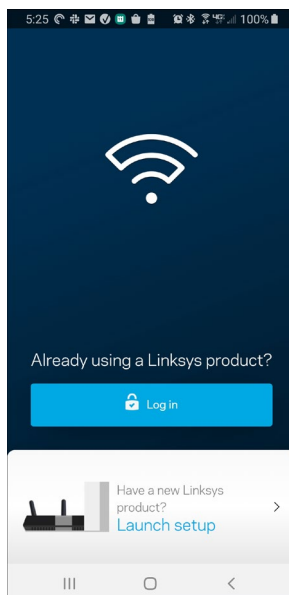 5:25 100%
Already using a Linksys product?
Log in
Have a new Linksys
product?
Launch setup